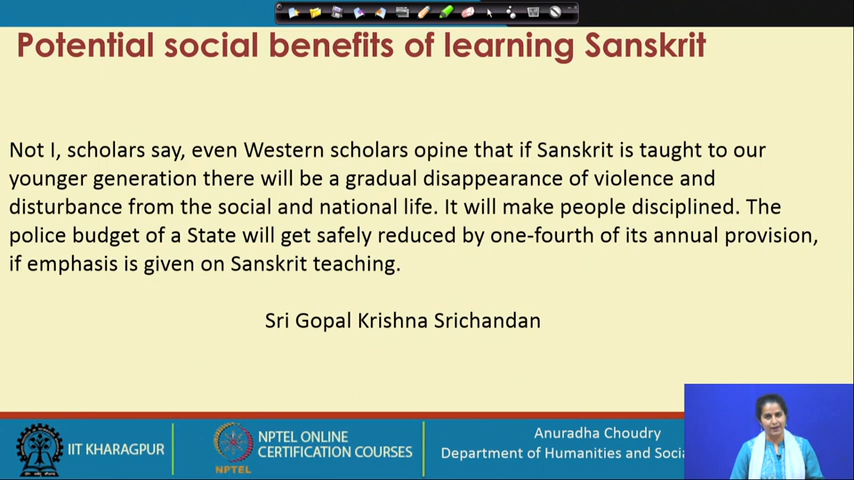 Potential social benefits of learning Sanskrit
Not I, scholars say, even Western scholars opine that if Sanskrit is taught to our
younger generation there will be a gradual disappearance of violence and
disturbance from the social and national life. It will make people disciplined. The
police budget of a State will get safely reduced by one-fourth of its annual provision,
if emphasis is given on Sanskrit teaching.
Sri Gopal Krishna Srichandan
IIT KHARAGPUR
NPTEL
NPTEL ONLINE
CERTIFICATION COURSES
Anuradha Choudry
Department of Humanities and Soci